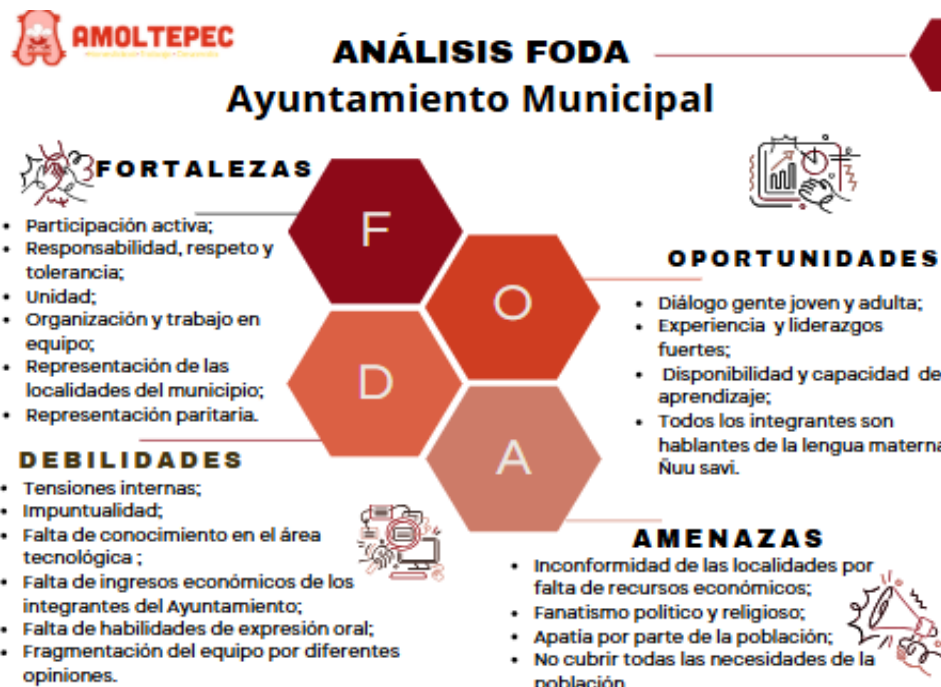 AMOLTEPEC
ANÁLISIS FODA
Ayuntamiento Municipal
FORTALEZAS
• Participación activa;
• Responsabilidad, respeto y
tolerancia;
• Unidad;
• Organización y trabajo en
equipo;
• Representación de las
localidades del municipio;
• Representación paritaria.
F
O
D
A
OPORTUNIDADES
• Diálogo gente joven y adulta;
• Experiencia y liderazgos
fuertes;
• Disponibilidad y capacidad de
aprendizaje;
• Todos los integrantes son
hablantes de la lengua materna
Ñuu savi.
DEBILIDADES
• Tensiones internas;
• Impuntualidad;
• Falta de conocimiento en el área
tecnológica ;
• Falta de ingresos económicos de los
integrantes del Ayuntamiento;
• Falta de habilidades de expresión oral;
• Fragmentación del equipo por diferentes
opiniones.
AMENAZAS
• Inconformidad de las localidades por
falta de recursos económicos;
• Fanatismo político y religioso;
• Apatía por parte de la población;
• No cubrir todas las necesidades de la
población